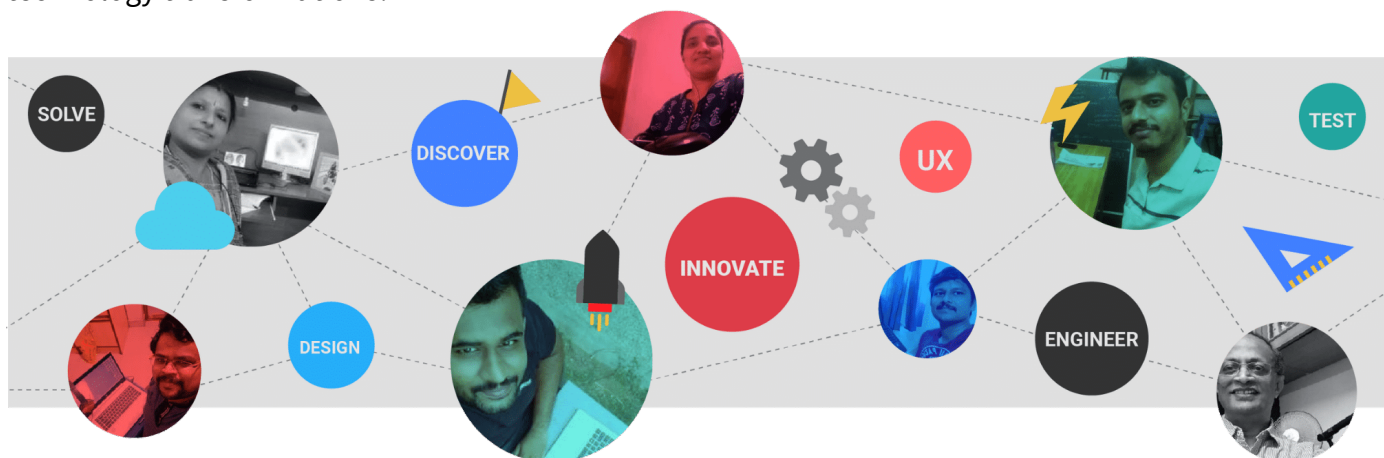 SOLVE
DISCOVER
UX
TEST
INNOVATE
DESIGN
ENGINEER